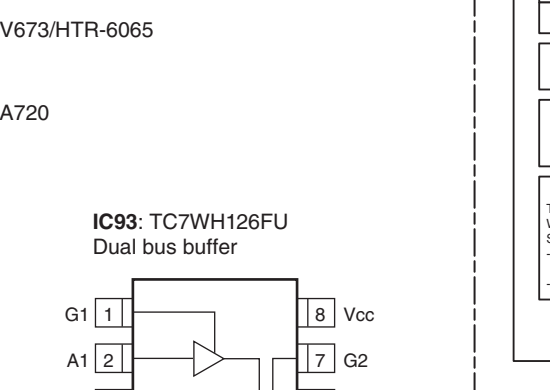 V673/HTR-6065
A720
IC93: TC7WH126FU
Dual bus buffer
G1 1
8 Vcc
A1 2
7 G2